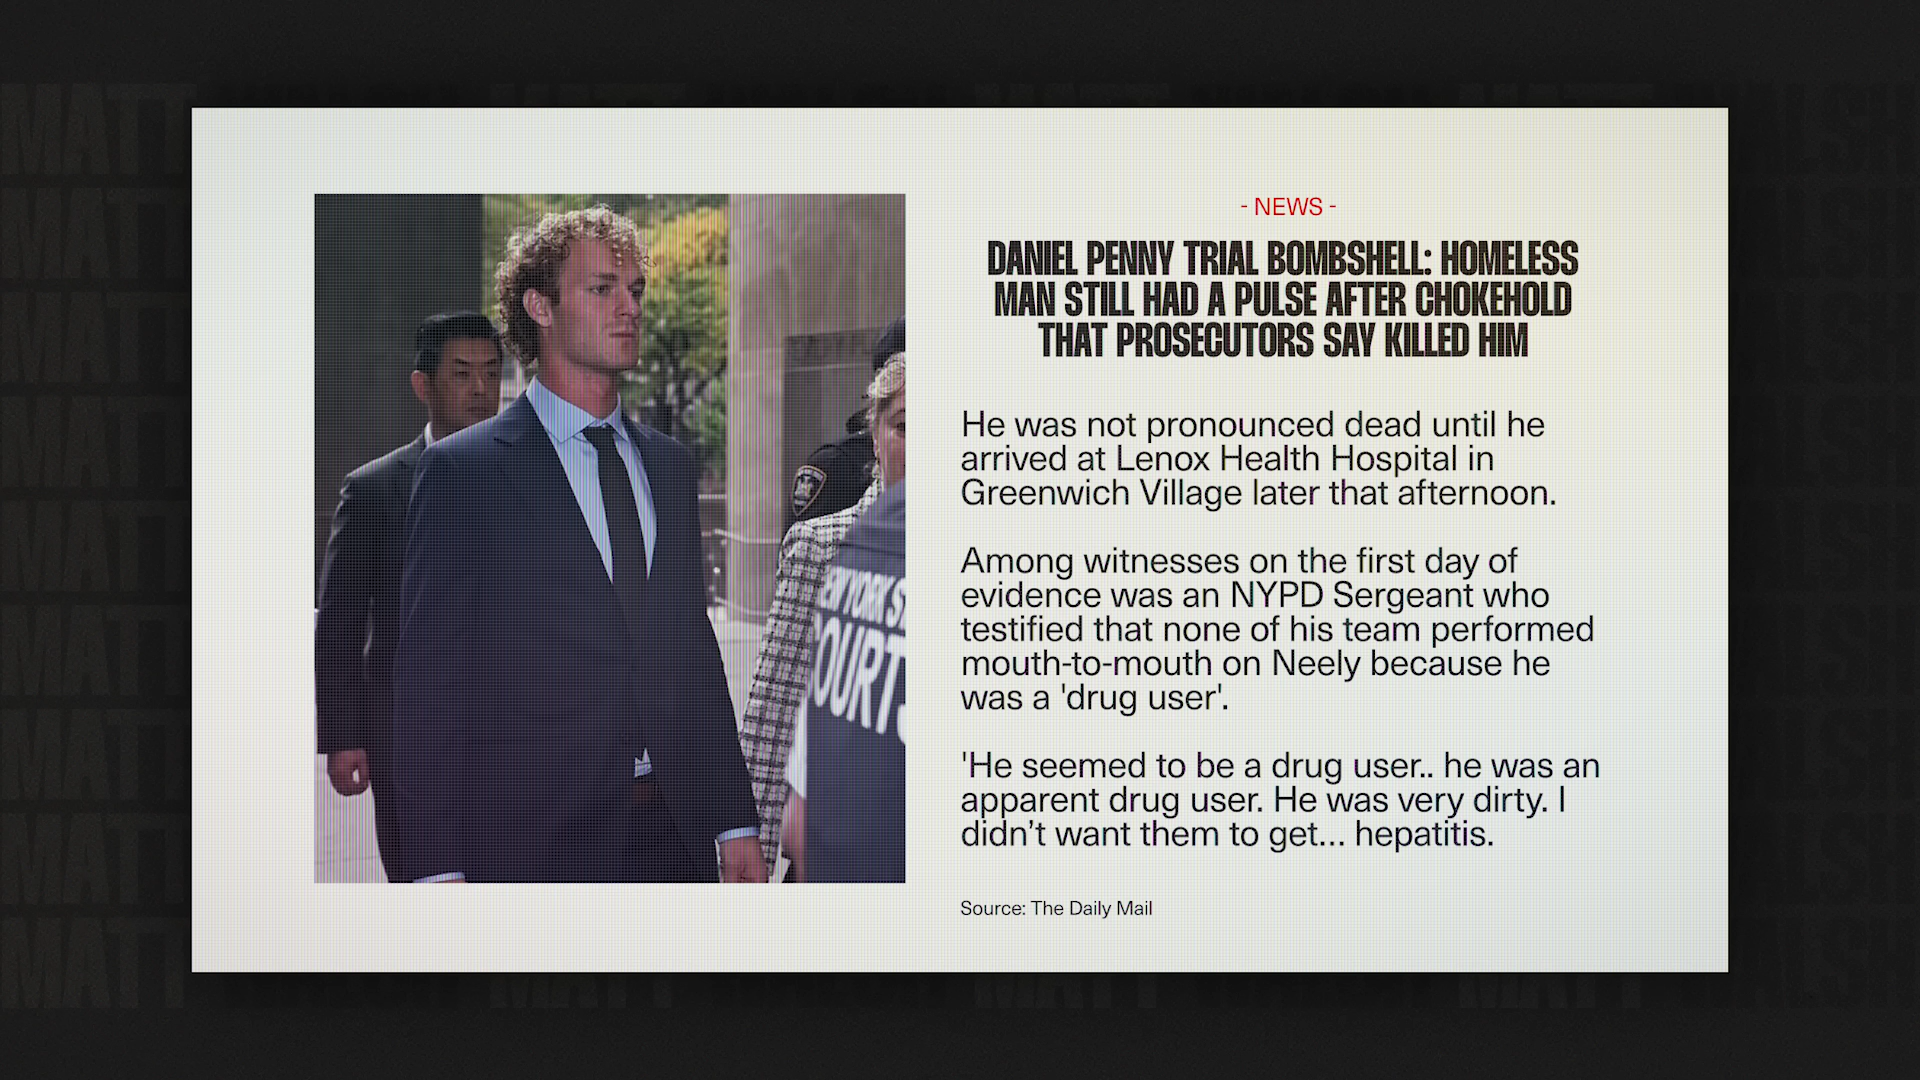 - NEWS -
DANIEL PENNY TRIAL BOMBSHELL: HOMELESS
MAN STILL HAD A PULSE AFTER CHOKEHOLD
THAT PROSECUTORS SAY KILLED HIM
He was not pronounced dead until he
arrived at Lenox Health Hospital in
Greenwich Village later that afternoon.
Among witnesses on the first day of
evidence was an NYPD Sergeant who
testified that none of his team performed
mouth-to-mouth on Neely because he
was a 'drug user'.
'He seemed to be a drug user.. he was an
apparent drug user. He was very dirty. I
didn’t want them to get... hepatitis.
Source: The Daily Mail
MATT